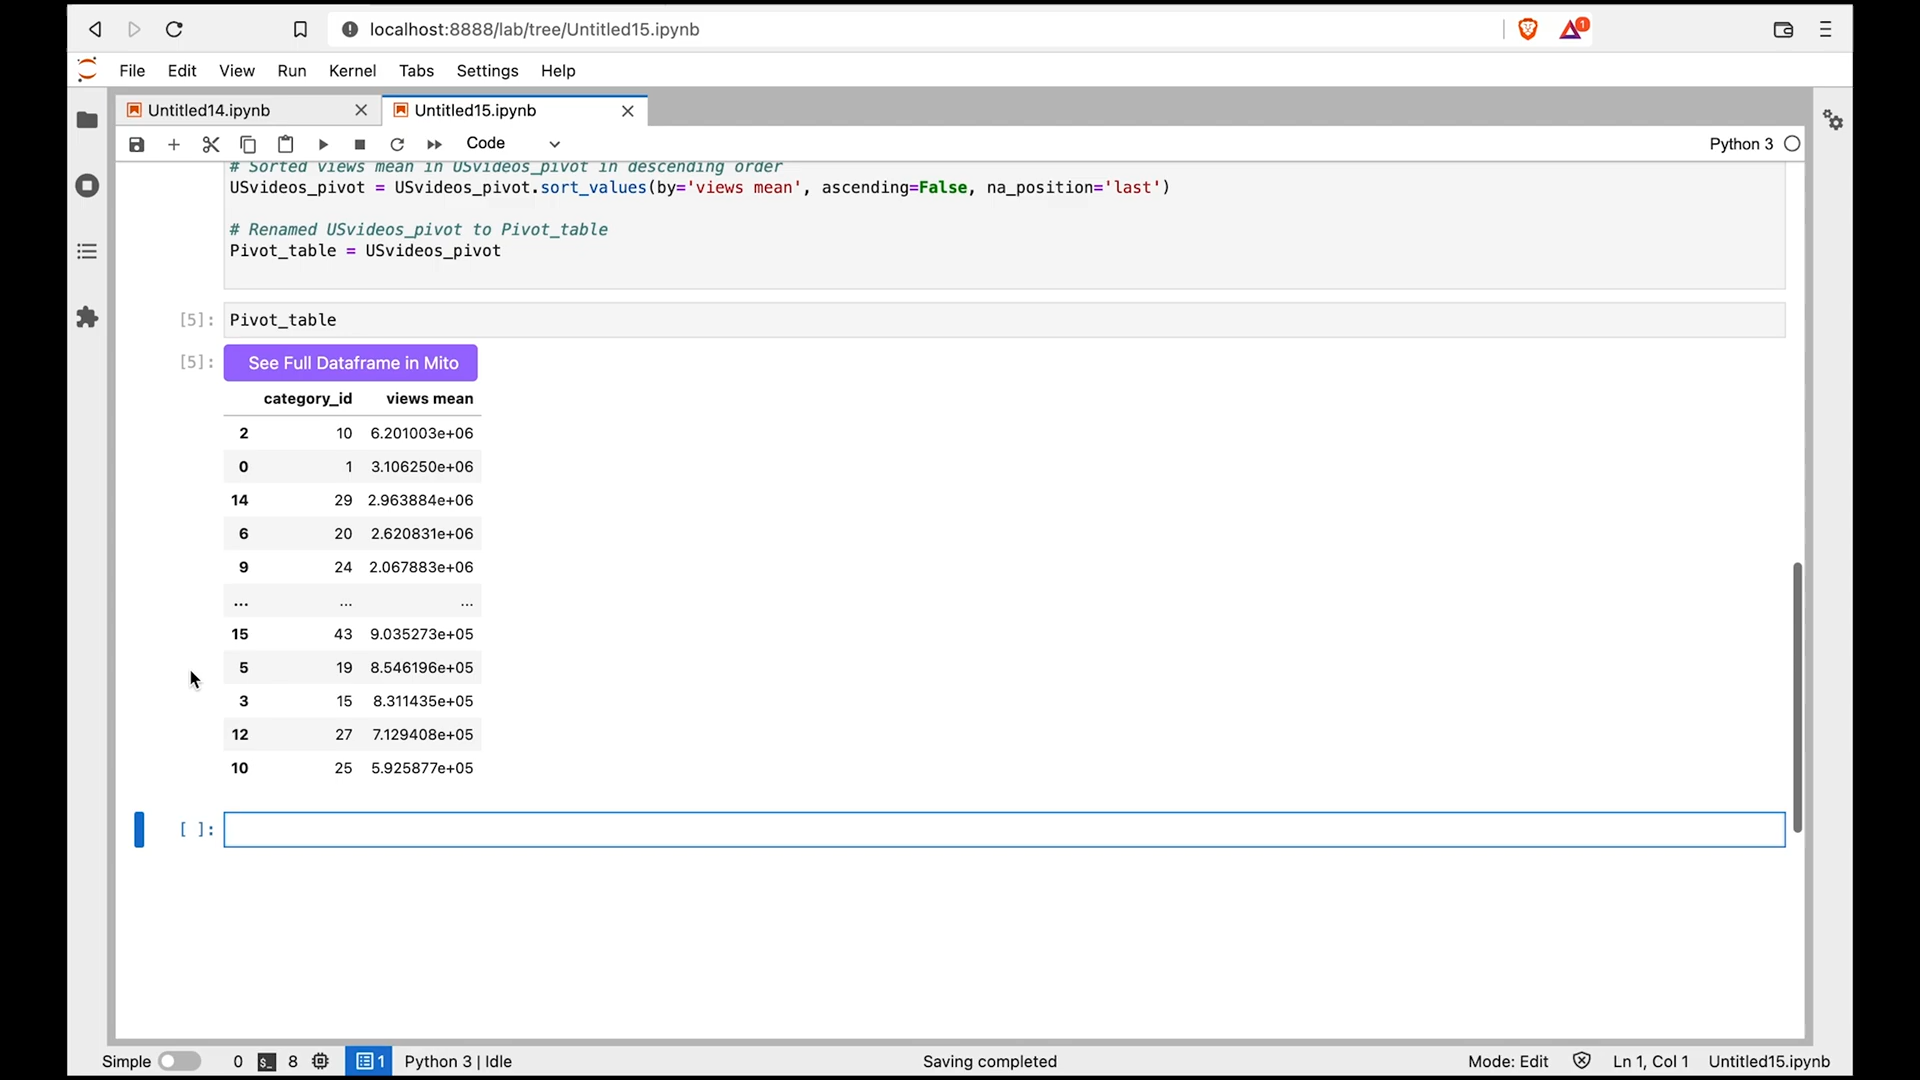 localhost:8888/lab/tree/Untitled15.ipynb
1
File Edit View Run Kernel Tabs Settings Help
Untitled14.ipynb Untitled15.ipynb
Code Python 3
# Sorted views mean in USvideos_pivot in descending order
USvideos_pivot = USvideos_pivot.sort_values(by='views mean', ascending=False, na_position='last')
# Renamed USvideos_pivot to Pivot_table
Pivot_table = USvideos_pivot
[5]: Pivot_table
[5]: See Full Dataframe in Mito
category_id views mean
2 10 6.201003e+06
0 1 3.106250e+06
14 29 2.963884e+06
6 20 2.620831e+06
9 24 2.067883e+06
... ... ...
15 43 9.035273e+05
5 19 8.546196e+05
3 15 8.311435e+05
12 27 7.129408e+05
10 25 5.925877e+05
[ ]:
Simple 0 8 1 Python 3 | Idle Saving completed Mode: Edit Ln 1, Col 1 Untitled15.ipynb